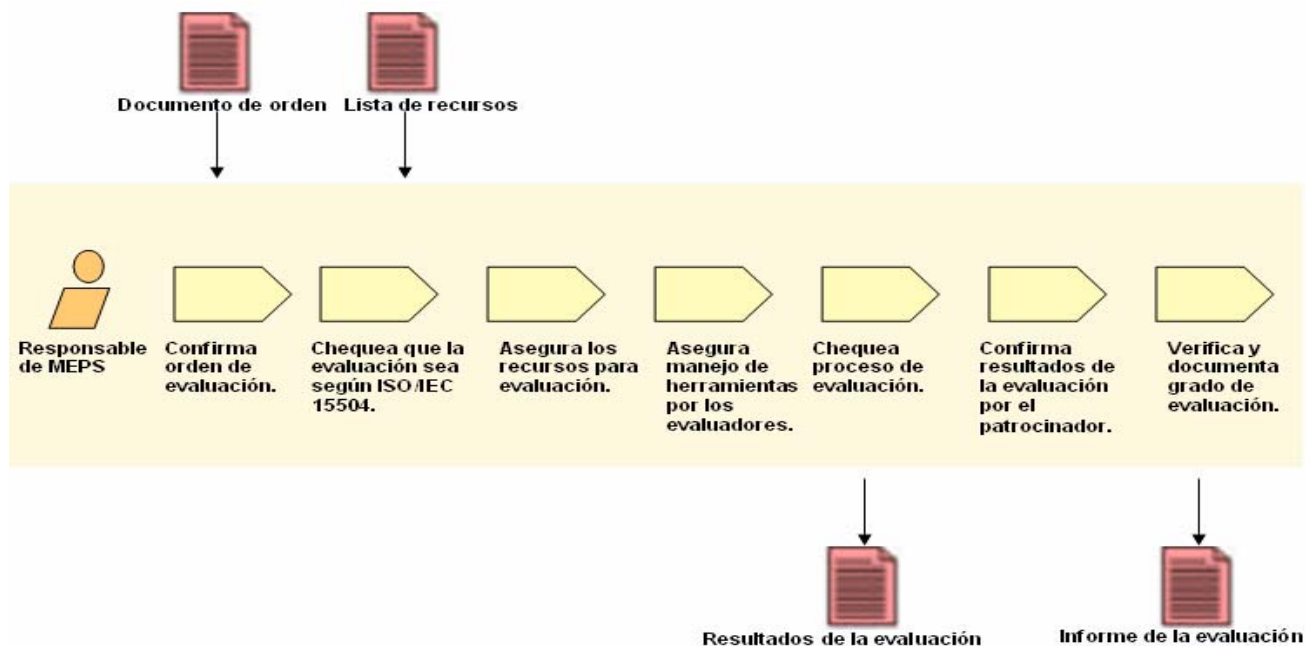 Documento de orden
Lista de recursos
Responsable
de MEPS
Confirma
orden de
evaluación.
Chequea que la
evaluación sea
según ISO/IEC
15504.
Asegura los
recursos para
evaluación.
Asegura
manejo de
herramientas
por los
evaluadores.
Chequea
proceso de
evaluación.
Confirma
resultados de
la evaluación
por el
patrocinador.
Verifica y
documenta
grado de
evaluación.
Resultados de la evaluación
Informe de la evaluación